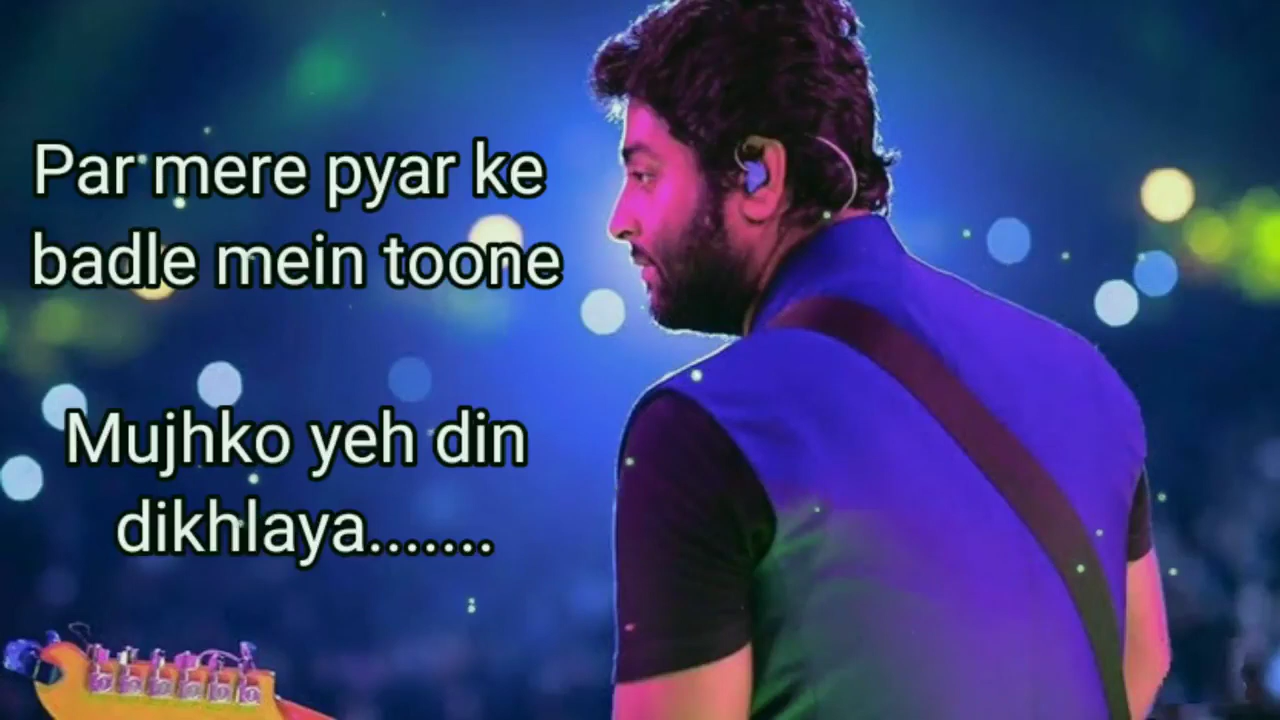 Par mere pyar ke
badle mein toone
Mujhko yeh din
dikhlaya.......